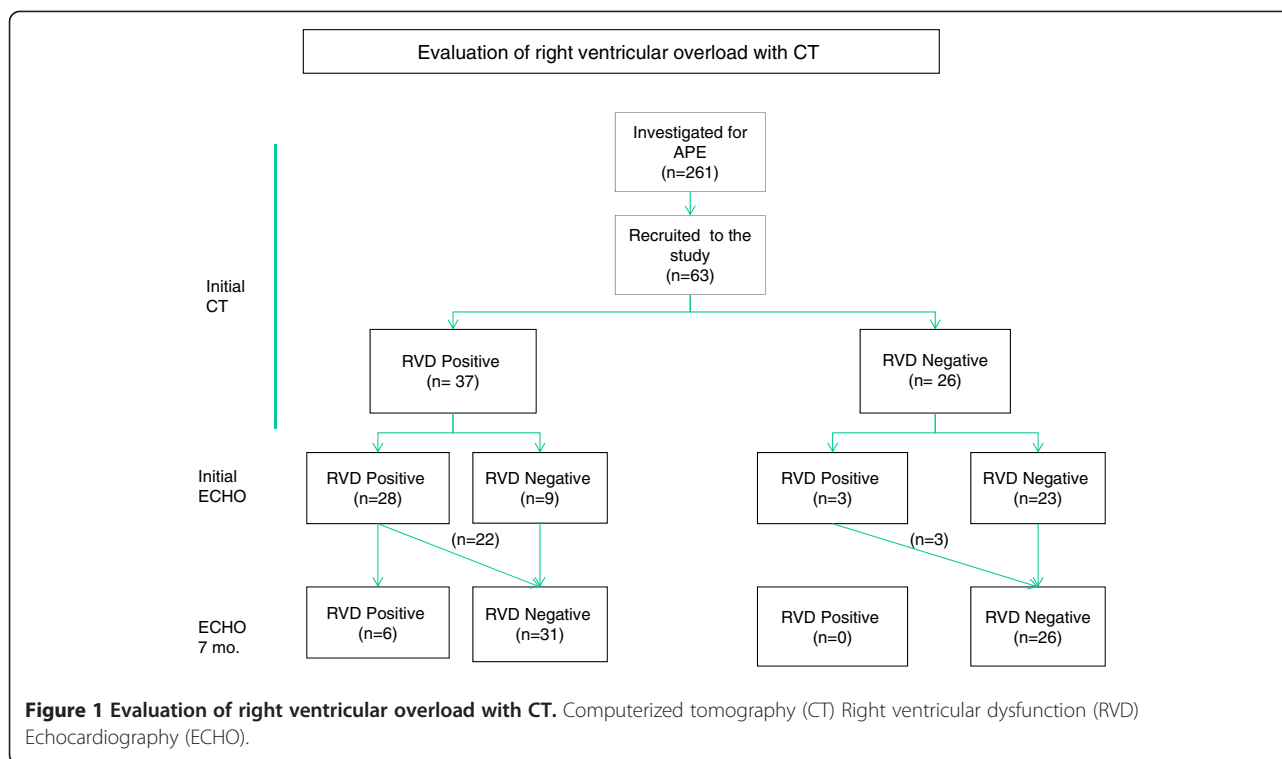 Evaluation of right ventricular overload with CT
Investigated for
APE
(n=261)
Recruited to the
study
(n=63)
Initial
CT
RVD Positive
(n= 37)
RVD Negative
(n= 26)
Initial
ECHO
RVD Positive
(n=28)
RVD Negative
(n=9)
RVD Positive
(n=3)
RVD Negative
(n=23)
(n=22)
(n=3)
ECHO
7 mo.
RVD Positive
(n=6)
RVD Negative
(n=31)
RVD Positive
(n=0)
RVD Negative
(n=26)
Figure 1 Evaluation of right ventricular overload with CT. Computerized tomography (CT) Right ventricular dysfunction (RVD)
Echocardiography (ECHO).